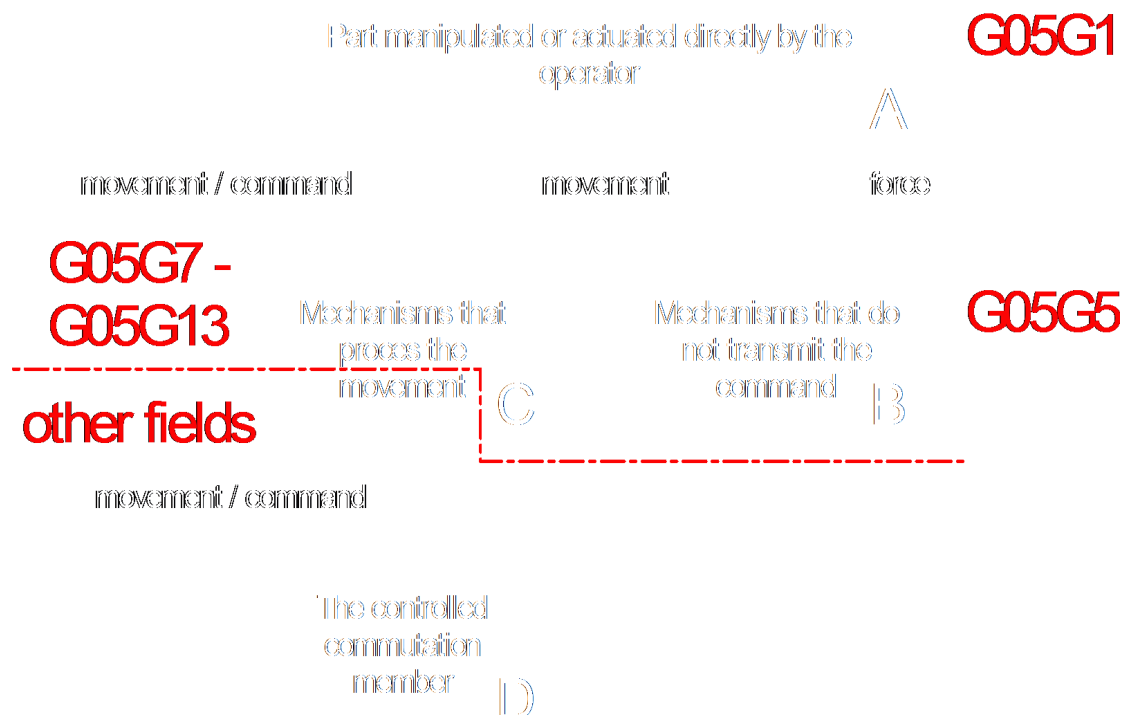 Part manipulated or actuated directly by the
operator
G05G1
A
movement / command
movement
force
G05G7 -
G05G13
Mechanisms that
proces the
movement
C
Mechanisms that do
not transmit the
command
B
G05G5
other fields
movement / command
The controlled
commutation
member
D